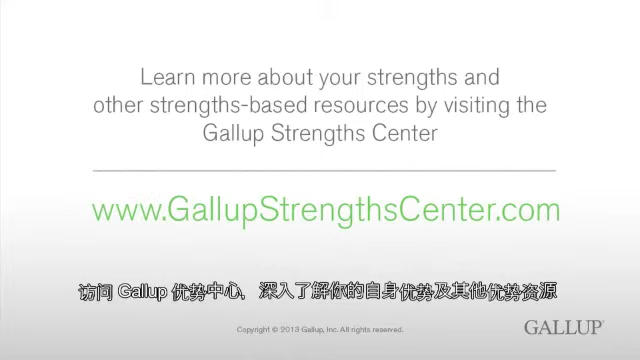 Learn more about your strengths and
other strengths-based resources by visiting the
Gallup Strengths Center
www.GallupStrengthsCenter.com
访问 Gallup 优势中心，深入了解你的自身优势及其他优势资源
Copyright © 2013 Gallup, Inc. All rights reserved.
GALLUP®